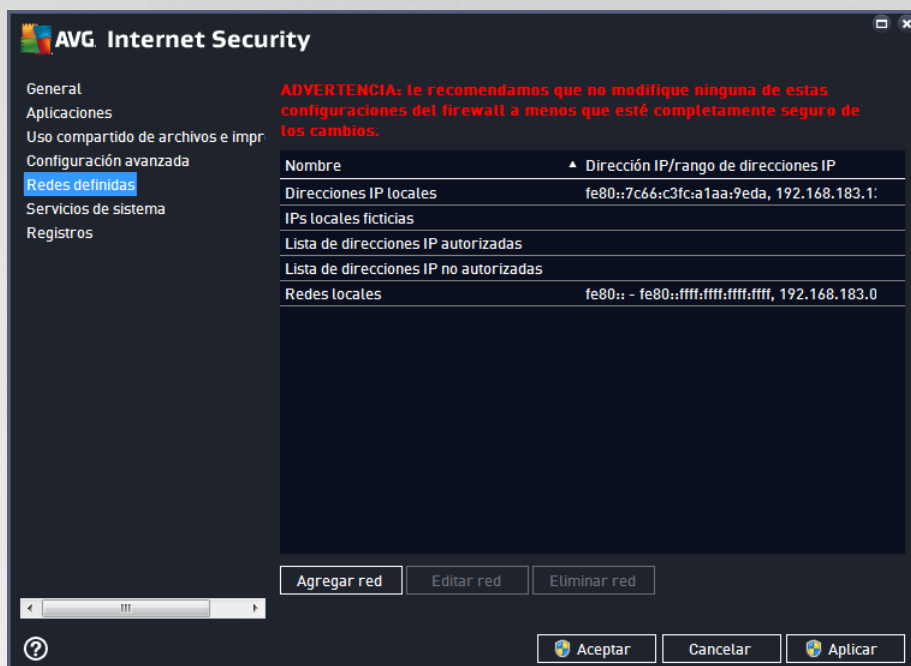 AVG Internet Security
General
Aplicaciones
Uso compartido de archivos e impr
Configuración avanzada
Redes definidas
Servicios de sistema
Registros
ADVERTENCIA: le recomendamos que no modifique ninguna de estas
configuraciones del firewall a menos que esté completamente seguro de
los cambios.
Nombre
Dirección IP/rango de direcciones IP
Direcciones IP locales
fe80::7c66:c3fc:a1aa:9eda, 192.168.183.1
IPs locales ficticias
Lista de direcciones IP autorizadas
Lista de direcciones IP no autorizadas
Redes locales
fe80:: - fe80::ffff:ffff:ffff:ffff, 192.168.183.0
Agregar red
Editar red
Eliminar red
Aceptar
Cancelar
Aplicar